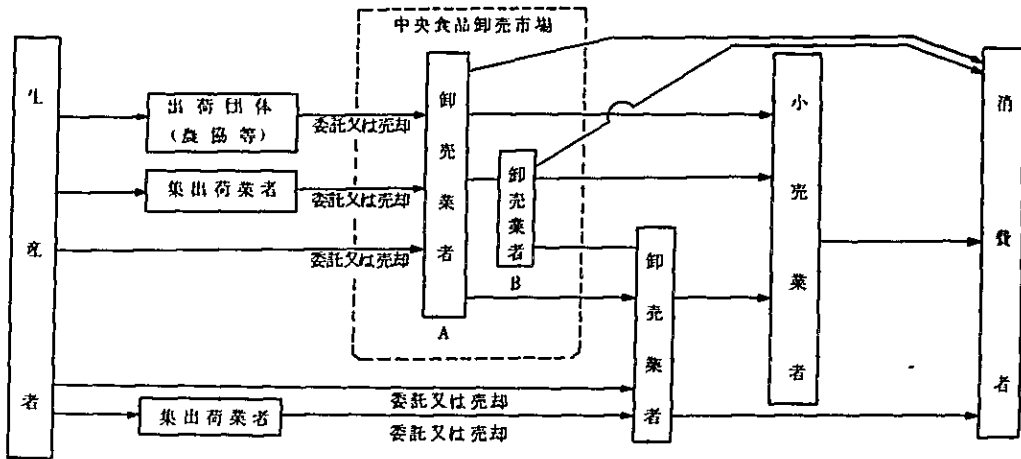 中央食品卸売市場
生産者
出荷団体
(農協等)
委託又は売却
集出荷業者
委託又は売却
委託又は売却
卸売業者
A
卸売業者
B
卸売業者
小売業者
消費者
委託又は売却
集出荷業者
委託又は売却